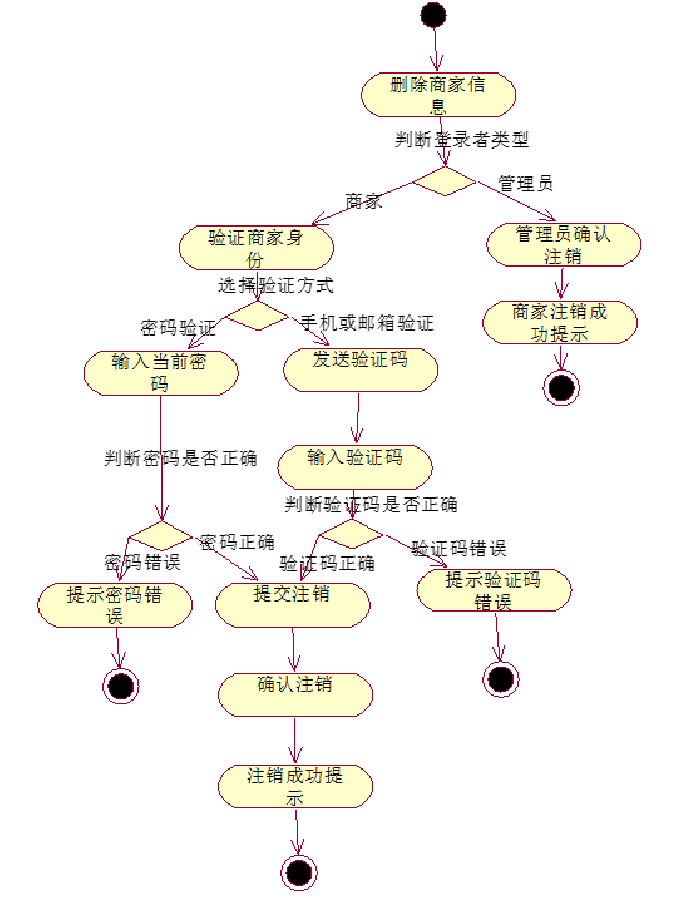 删除商家信
息
判断登录者类型
管理员
商家
验证商家身
份
管理员确认
注销
选择验证方式
商家注销成
功提示
密码验证
手机或邮箱验证
输入当前密
码
发送验证码
判断密码是否正确
输入验证码
判断验证码是否正确
密码正确
密码错误
验证码正确
验证码错误
提示密码错
误
提交注销
提示验证码
错误
确认注销
注销成功提
示